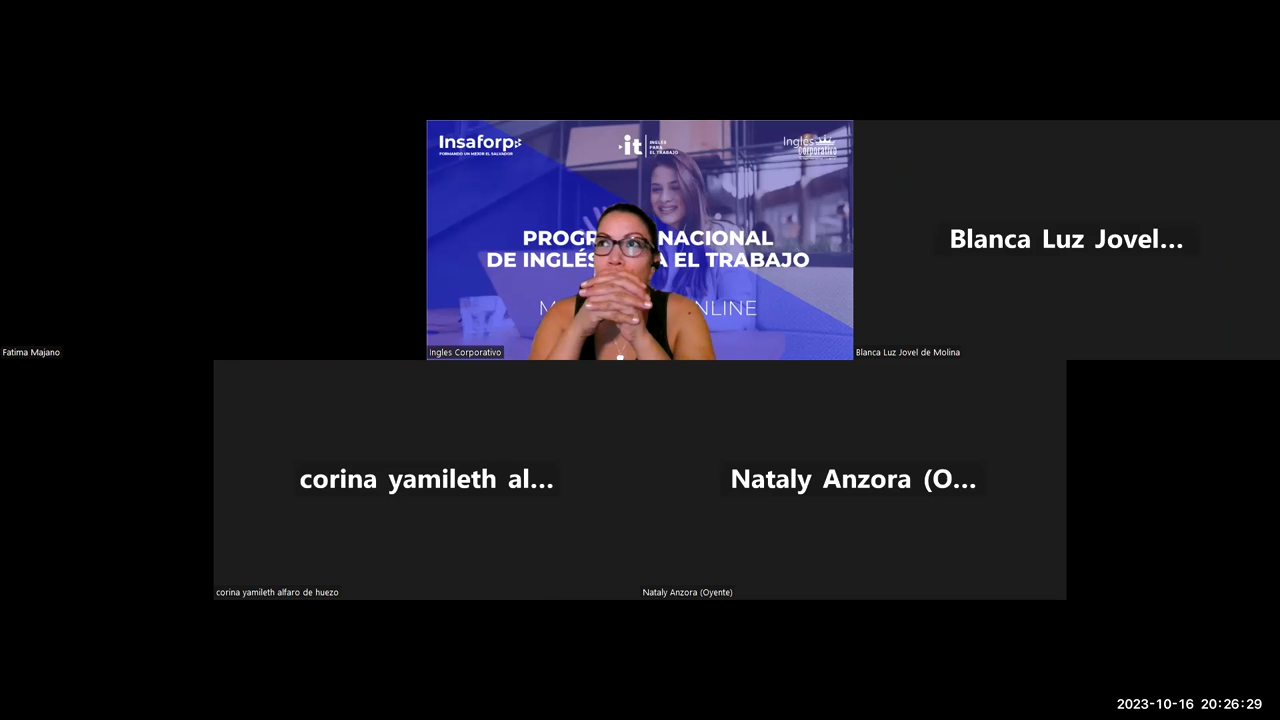 Insaforp
FORMANDO UN MEJOR EL SALVADOR
it
INGLÉS
PARA
EL TRABAJO
Inglés
corporativo
PROGR NACIONAL
DE INGLÉS A EL TRABAJO
M NLINE
Blanca Luz Jovel...
Fatima Majano
Ingles Corporativo
Blanca Luz Jovel de Molina
corina yamileth al...
Nataly Anzora (O...
corina yamileth alfaro de huezo
Nataly Anzora (Oyente)
2023-10-16 20:26:29